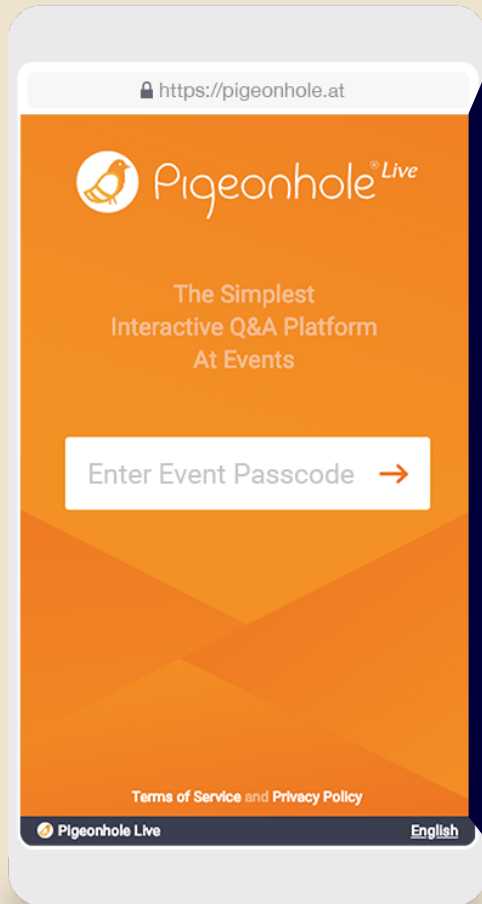 https://pigeonhole.at
Pigeonhole® Live
The Simplest
Interactive Q&A Platform
At Events
Enter Event Passcode →
Terms of Service and Privacy Policy
Pigeonhole Live English